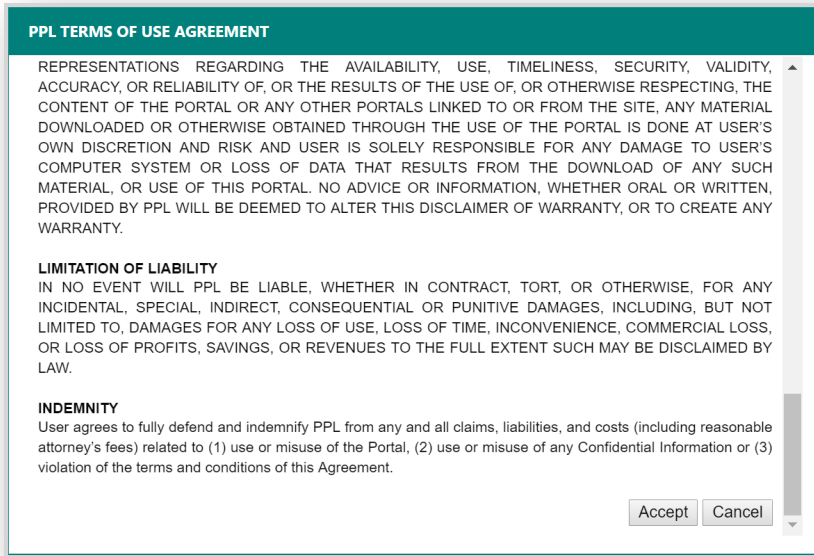 PPL TERMS OF USE AGREEMENT
REPRESENTATIONS REGARDING THE AVAILABILITY, USE, TIMELINESS, SECURITY, VALIDITY,
ACCURACY, OR RELIABILITY OF, OR THE RESULTS OF THE USE OF, OR OTHERWISE RESPECTING, THE
CONTENT OF THE PORTAL OR ANY OTHER PORTALS LINKED TO OR FROM THE SITE, ANY MATERIAL
DOWNLOADED OR OTHERWISE OBTAINED THROUGH THE USE OF THE PORTAL IS DONE AT USER'S
OWN DISCRETION AND RISK AND USER IS SOLELY RESPONSIBLE FOR ANY DAMAGE TO USER'S
COMPUTER SYSTEM OR LOSS OF DATA THAT RESULTS FROM THE DOWNLOAD OF ANY SUCH
MATERIAL, OR USE OF THIS PORTAL. NO ADVICE OR INFORMATION, WHETHER ORAL OR WRITTEN,
PROVIDED BY PPL WILL BE DEEMED TO ALTER THIS DISCLAIMER OF WARRANTY, OR TO CREATE ANY
WARRANTY.
LIMITATION OF LIABILITY
IN NO EVENT WILL PPL BE LIABLE, WHETHER IN CONTRACT, TORT, OR OTHERWISE, FOR ANY
INCIDENTAL, SPECIAL, INDIRECT, CONSEQUENTIAL OR PUNITIVE DAMAGES, INCLUDING, BUT NOT
LIMITED TO, DAMAGES FOR ANY LOSS OF USE, LOSS OF TIME, INCONVENIENCE, COMMERCIAL LOSS,
OR LOSS OF PROFITS, SAVINGS, OR REVENUES TO THE FULL EXTENT SUCH MAY BE DISCLAIMED BY
LAW.
INDEMNITY
User agrees to fully defend and indemnify PPL from any and all claims, liabilities, and costs (including reasonable
attorney's fees) related to (1) use or misuse of the Portal, (2) use or misuse of any Confidential Information or (3)
violation of the terms and conditions of this Agreement.
Accept Cancel